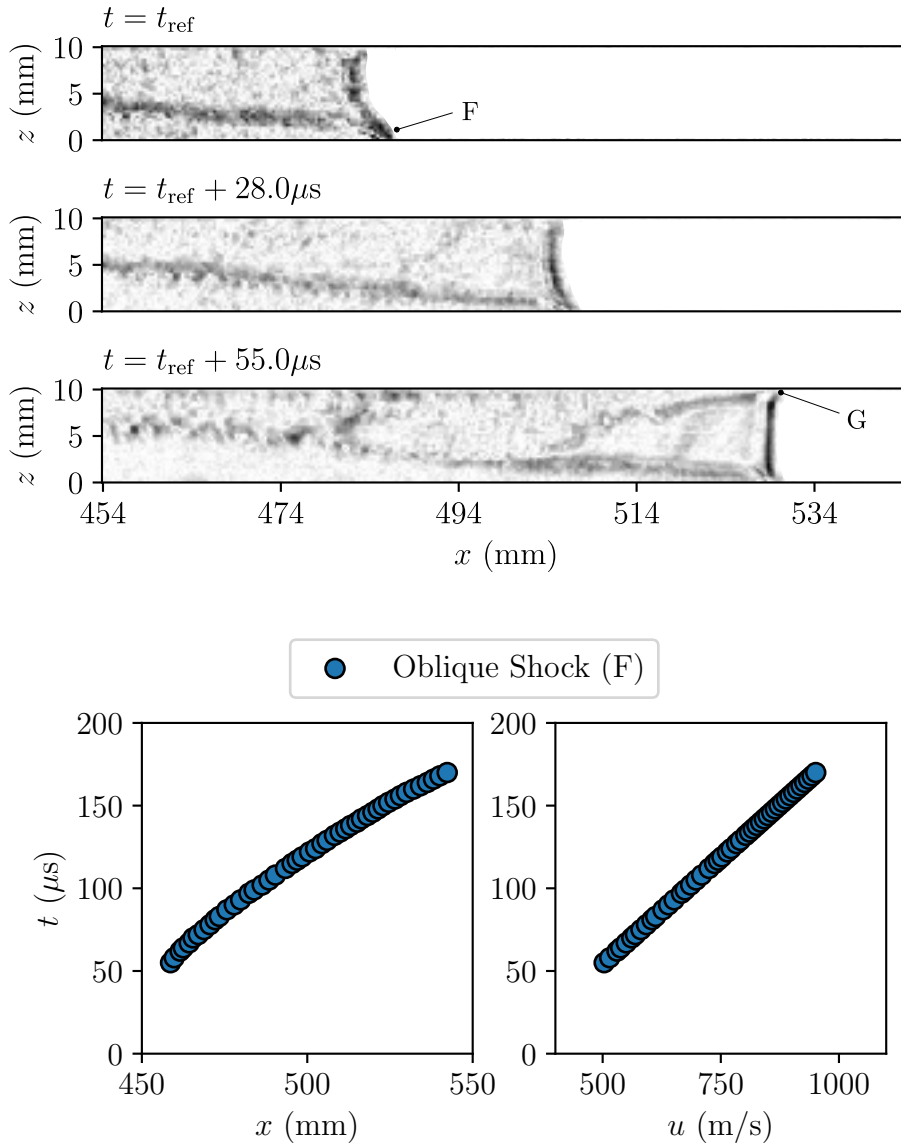 t = t_ref
10
5
0
z (mm)
F
t = t_ref + 28.0μs
10
5
0
z (mm)
t = t_ref + 55.0μs
10
5
0
z (mm)
G
454 474 494 514 534
x (mm)
Oblique Shock (F)
200
150
100
50
0
t (μs)
450 500 550
x (mm)
200
150
100
50
0
500 750 1000
u (m/s)